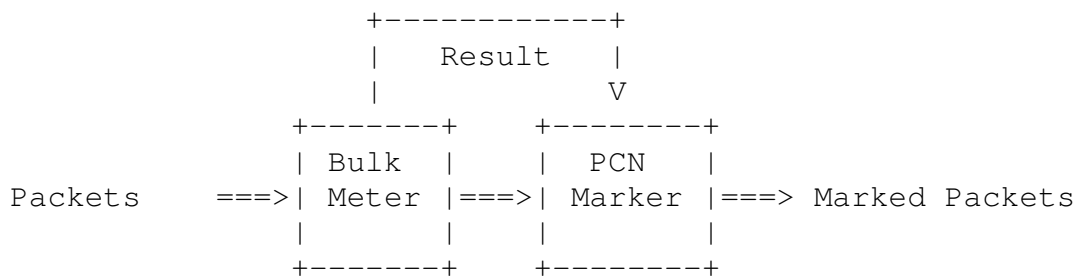 +------------+
|   Result   |
|            V
+-------+    +--------+
| Bulk  |    |  PCN   |
Packets    ===>| Meter |===>| Marker |===> Marked Packets
|       |    |        |
+-------+    +--------+